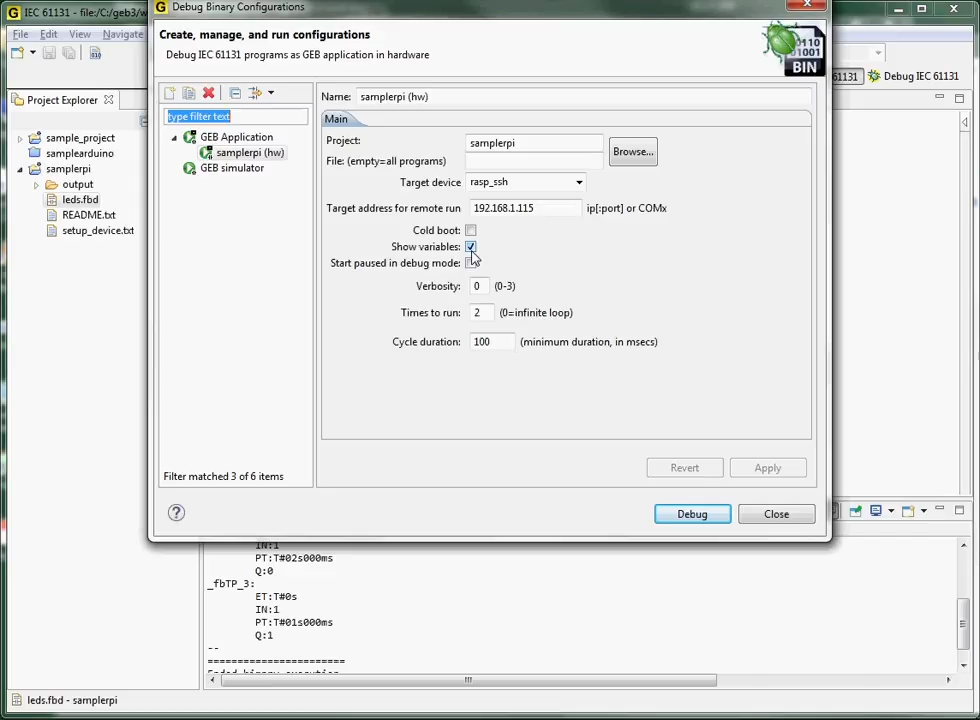 IEC 61131 - file:/C:/geb3/w
Debug Binary Configurations
File Edit View Navigate
Create, manage, and run configurations
Debug IEC 61131 programs as GEB application in hardware
0110
01001
BIN
61131 Debug IEC 61131
Project Explorer
sample_project
samplearduino
samplerpi
output
leds.fbd
README.txt
setup_device.txt
type filter text
GEB Application
samplerpi (hw)
GEB simulator
Filter matched 3 of 6 items
Name: samplerpi (hw)
Main
Project: samplerpi
File: (empty=all programs)
Browse...
Target device rasp_ssh
Target address for remote run 192.168.1.115 ip[:port] or COMx
Cold boot:
Show variables:
Start paused in debug mode:
Verbosity: 0 (0-3)
Times to run: 2 (0=infinite loop)
Cycle duration: 100 (minimum duration, in msecs)
Revert Apply
Debug Close
IN:1
PT:T#02s000ms
Q:0
_fbTP_3:
ET:T#0s
IN:1
PT:T#01s000ms
Q:1
--
=====================
Ended binary execution
leds.fbd - samplerpi